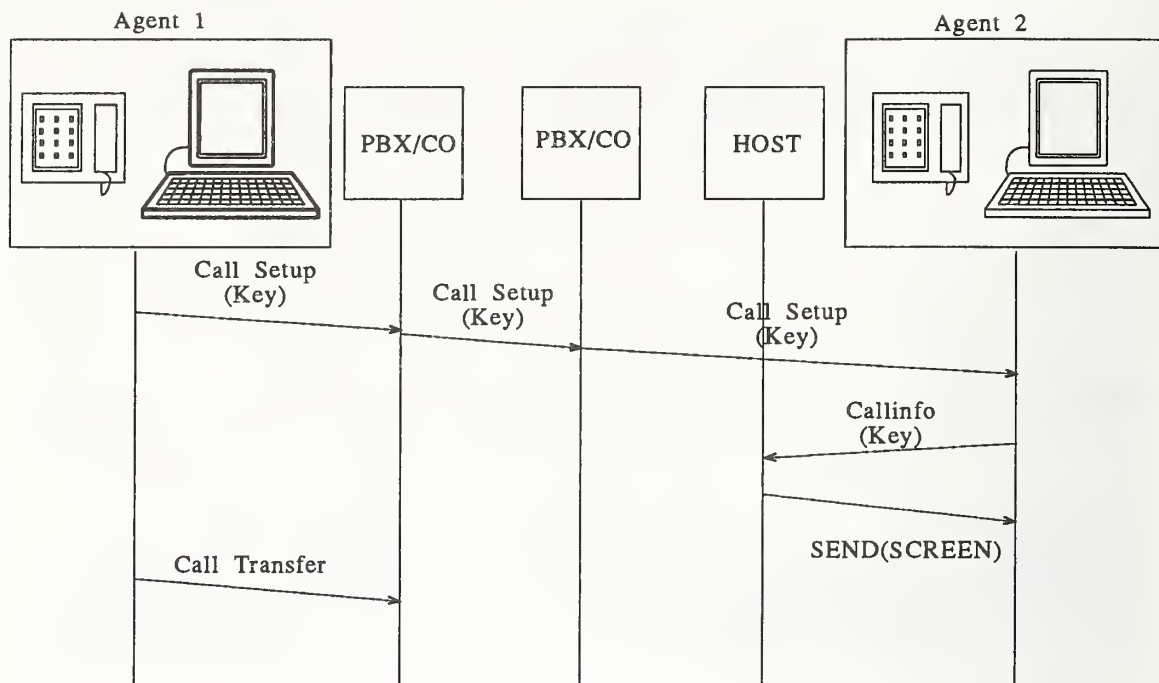 Agent 1
Agent 2
PBX/CO
PBX/CO
HOST
Call Setup
(Key)
Call Setup
(Key)
Call Setup
(Key)
Callinfo
(Key)
SEND(SCREEN)
Call Transfer